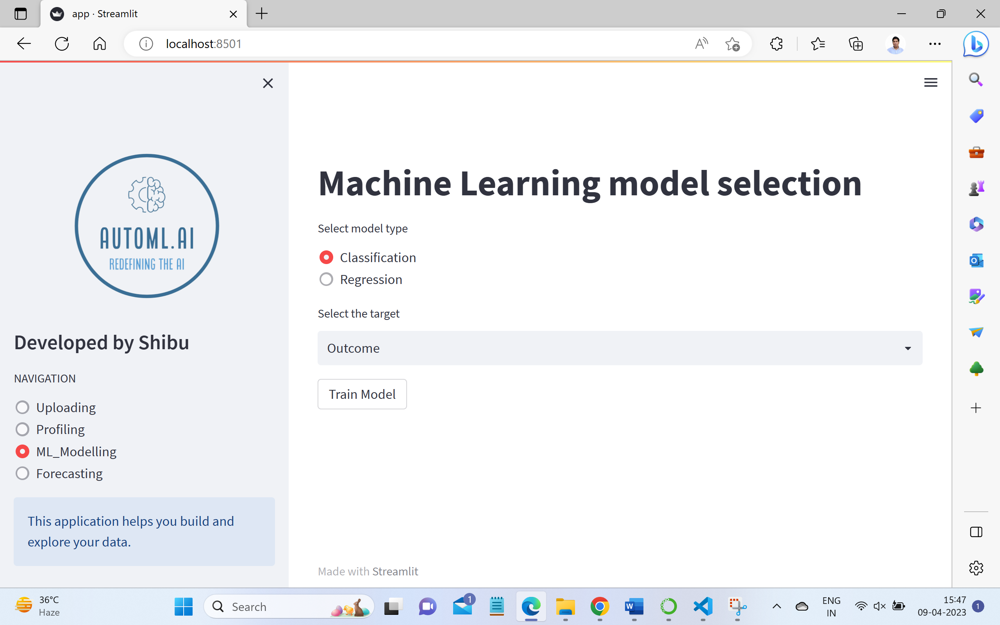 app · Streamlit
localhost:8501
AUTOML.AI
REDEFINING THE AI
Developed by Shibu
NAVIGATION
Uploading
Profiling
ML_Modelling
Forecasting
This application helps you build and
explore your data.
Machine Learning model selection
Select model type
Classification
Regression
Select the target
Outcome
Train Model
Made with Streamlit
36°C
Haze
Search
1
ENG
IN
15:47
09-04-2023
1